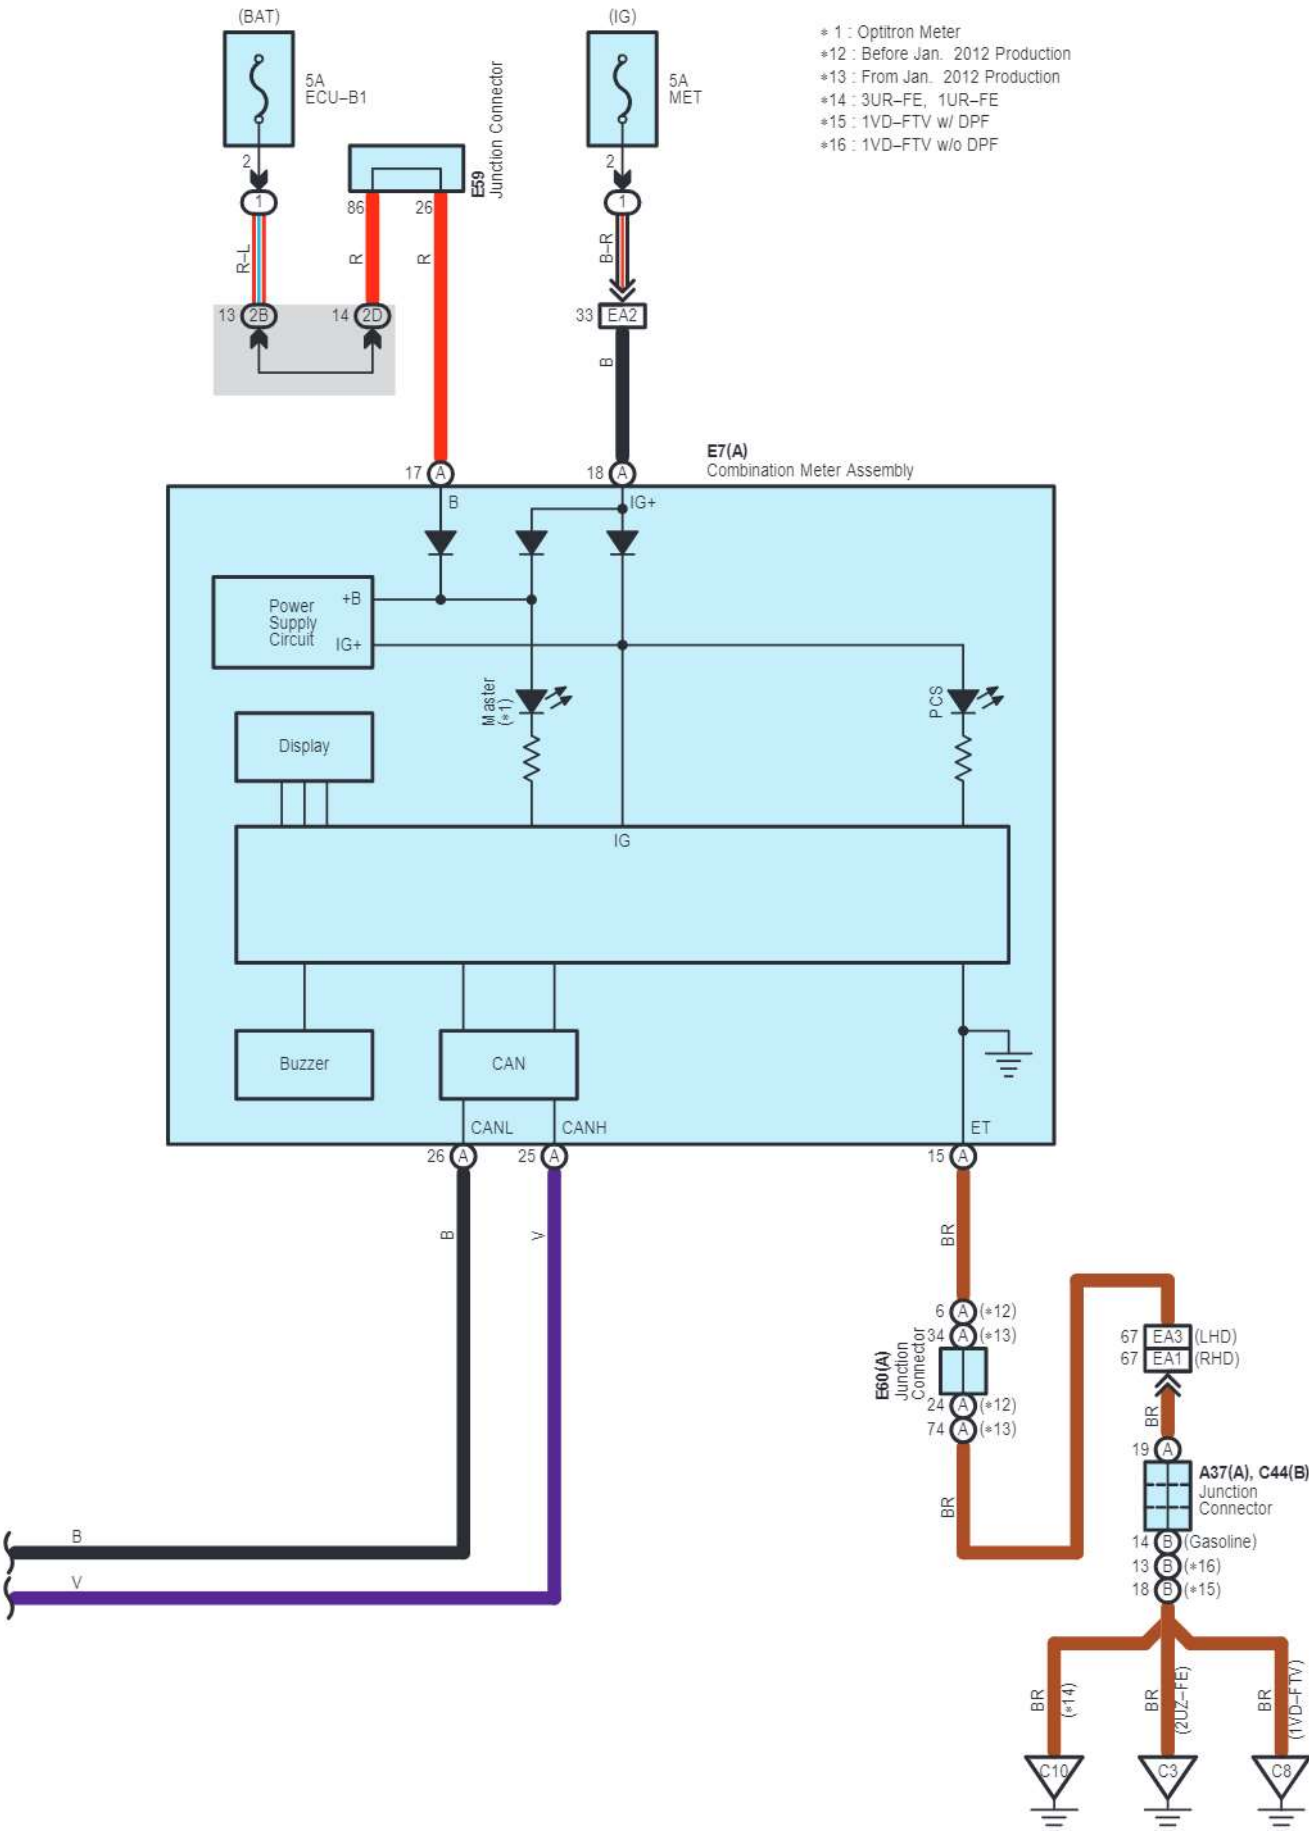 (BAT)
(IG)
* 1 : Optitron Meter
*12 : Before Jan. 2012 Production
*13 : From Jan. 2012 Production
*14 : 3UR–FE, 1UR–FE
*15 : 1VD–FTV w/ DPF
*16 : 1VD–FTV w/o DPF
5A
ECU–B1
5A
MET
E59
Junction Connector
2
2
1
1
86
26
R–L
R
R
B–R
13
2B
14
2D
33
EA2
B
E7(A)
Combination Meter Assembly
17
A
18
A
B
IG+
Power
Supply
Circuit
+B
IG+
Master
(*1)
PCS
Display
IG
Buzzer
CAN
CANL
CANH
ET
26
A
25
A
15
A
B
V
BR
6
A
(*12)
34
A
(*13)
E60(A)
Junction
Connector
24
A
(*12)
74
A
(*13)
67
EA3
(LHD)
67
EA1
(RHD)
BR
19
A
A37(A), C44(B)
Junction
Connector
BR
B
V
14
B
(Gasoline)
13
B
(*16)
18
B
(*15)
BR
(*14)
BR
(2UZ–FE)
BR
(1VD–FTV)
C10
C3
C8